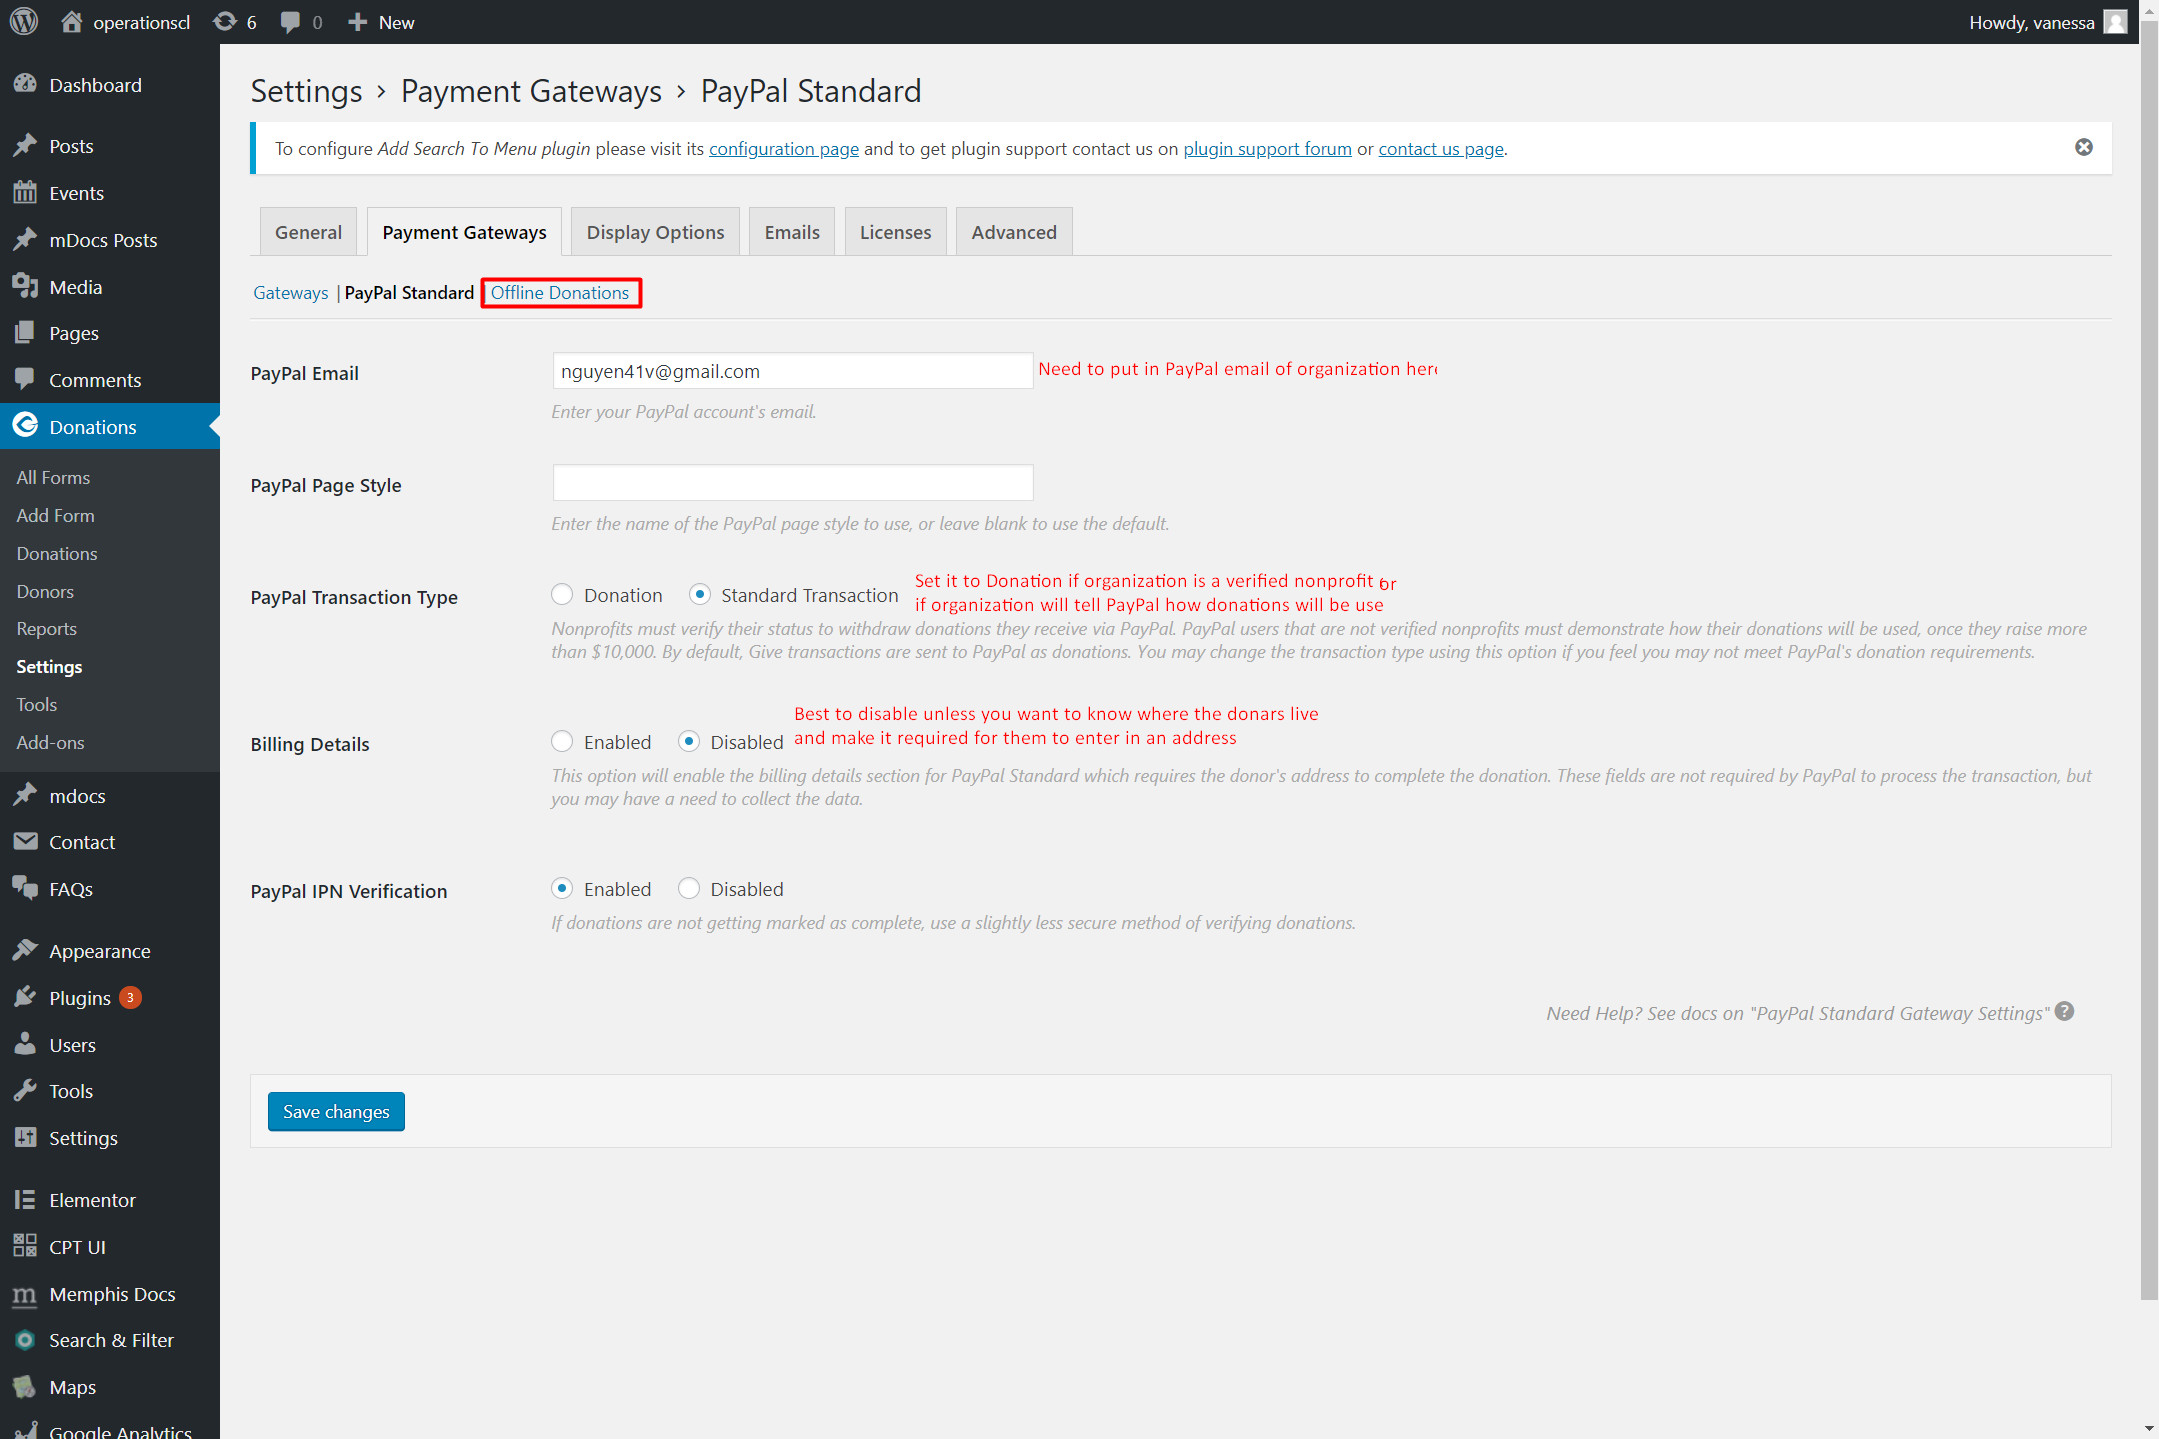 operationscl 6 0 New Howdy, vanessa
Dashboard
Posts
Events
mDocs Posts
Media
Pages
Comments
Donations
All Forms
Add Form
Donations
Donors
Reports
Settings
Tools
Add-ons
mdocs
Contact
FAQs
Appearance
Plugins 3
Users
Tools
Settings
Elementor
CPT UI
Memphis Docs
Search & Filter
Maps
Google Analytics
Settings › Payment Gateways › PayPal Standard
To configure Add Search To Menu plugin please visit its configuration page and to get plugin support contact us on plugin support forum or contact us page.
General Payment Gateways Display Options Emails Licenses Advanced
Gateways | PayPal Standard Offline Donations
PayPal Email nguyen41v@gmail.com Need to put in PayPal email of organization here
Enter your PayPal account's email.
PayPal Page Style
Enter the name of the PayPal page style to use, or leave blank to use the default.
Set it to Donation if organization is a verified nonprofit or
PayPal Transaction Type Donation Standard Transaction
if organization will tell PayPal how donations will be use
Nonprofits must verify their status to withdraw donations they receive via PayPal. PayPal users that are not verified nonprofits must demonstrate how their donations will be used, once they raise more
than $10,000. By default, Give transactions are sent to PayPal as donations. You may change the transaction type using this option if you feel you may not meet PayPal's donation requirements.
Best to disable unless you want to know where the donars live
Billing Details Enabled Disabled and make it required for them to enter in an address
This option will enable the billing details section for PayPal Standard which requires the donor's address to complete the donation. These fields are not required by PayPal to process the transaction, but
you may have a need to collect the data.
PayPal IPN Verification Enabled Disabled
If donations are not getting marked as complete, use a slightly less secure method of verifying donations.
Need Help? See docs on "PayPal Standard Gateway Settings" ?
Save changes